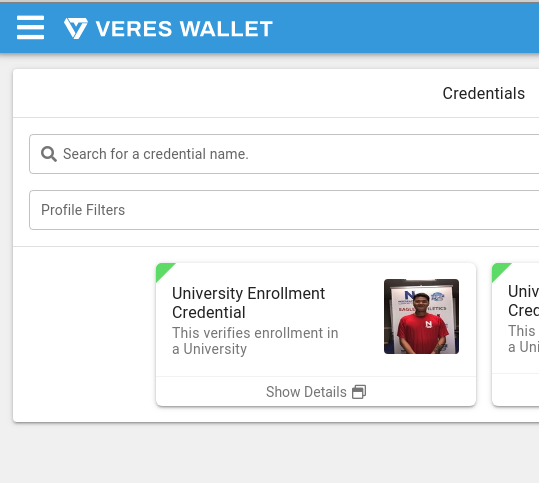 VERES WALLET
Credentials
Search for a credential name.
Profile Filters
University Enrollment
Credential
This verifies enrollment in
a University
Show Details
Univ
Cred
This
a Uni